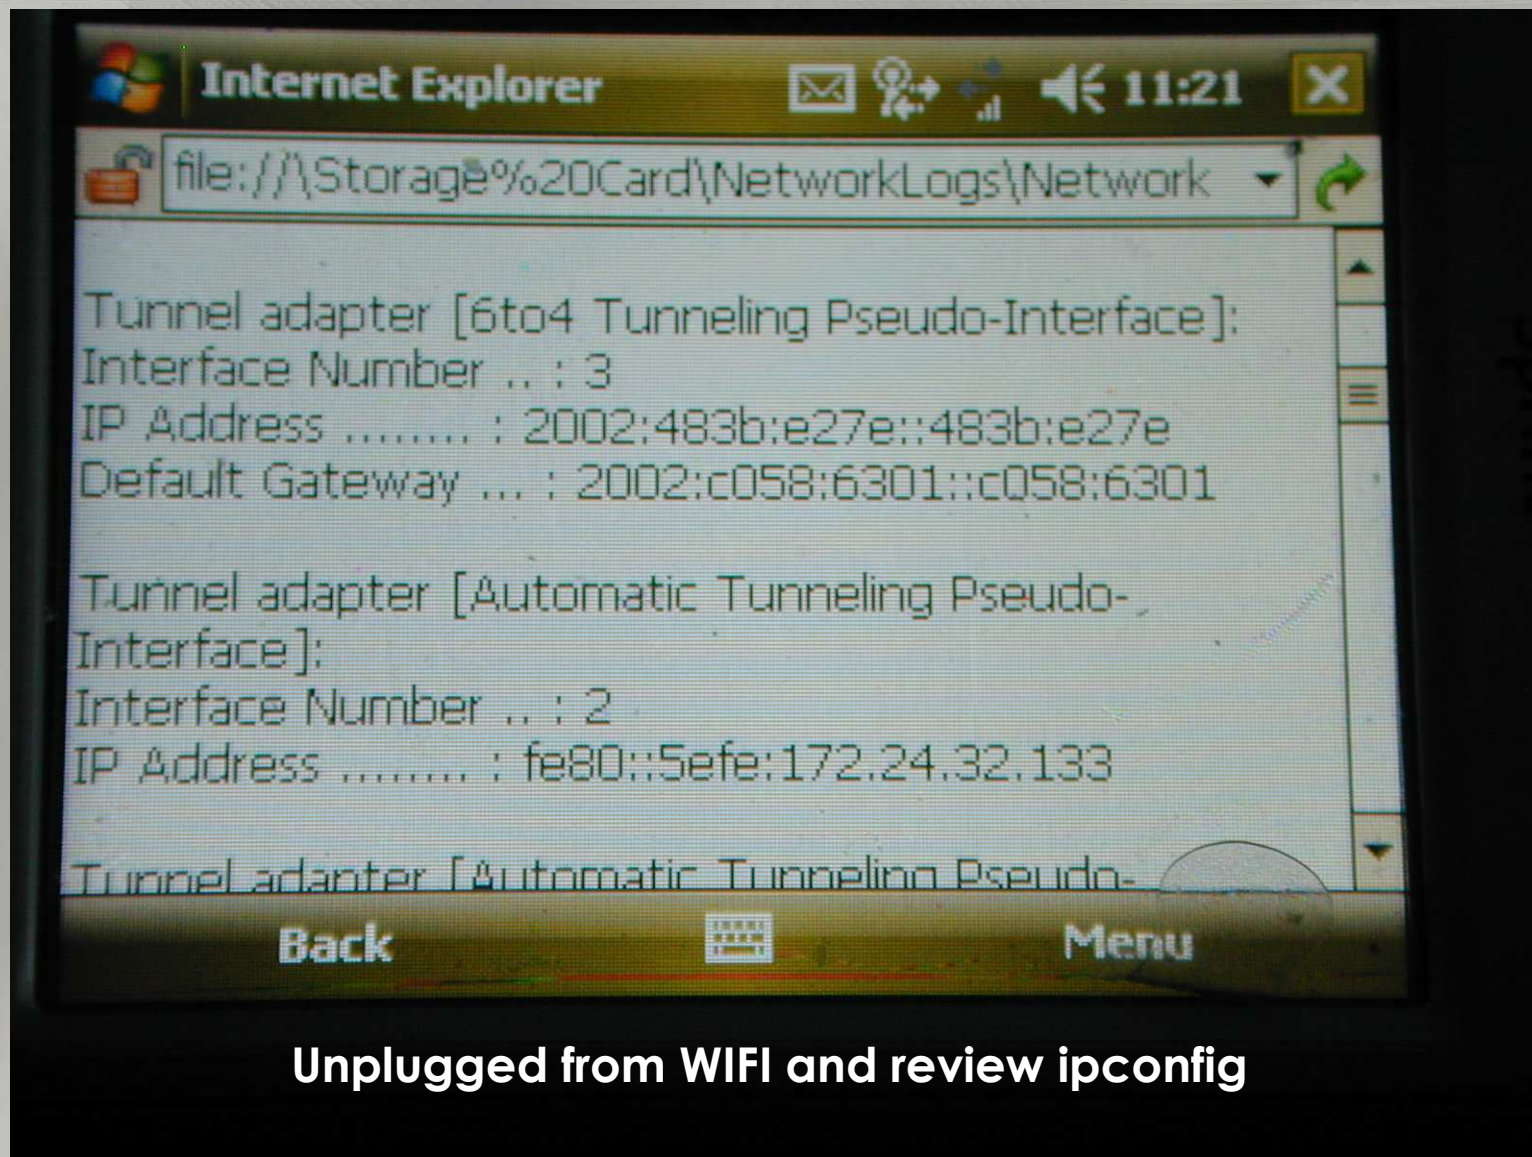 Internet Explorer 11:21
file://\Storage%20Card\NetworkLogs\Network
Tunnel adapter [6to4 Tunneling Pseudo-Interface]:
Interface Number .. : 3
IP Address ........ : 2002:483b:e27e::483b:e27e
Default Gateway ... : 2002:c058:6301::c058:6301
Tunnel adapter [Automatic Tunneling Pseudo-
Interface]:
Interface Number .. : 2
IP Address ........ : fe80::5efe:172.24.32.133
Tunnel adapter [Automatic Tunneling Pseudo-
Back Menu
Unplugged from WIFI and review ipconfig